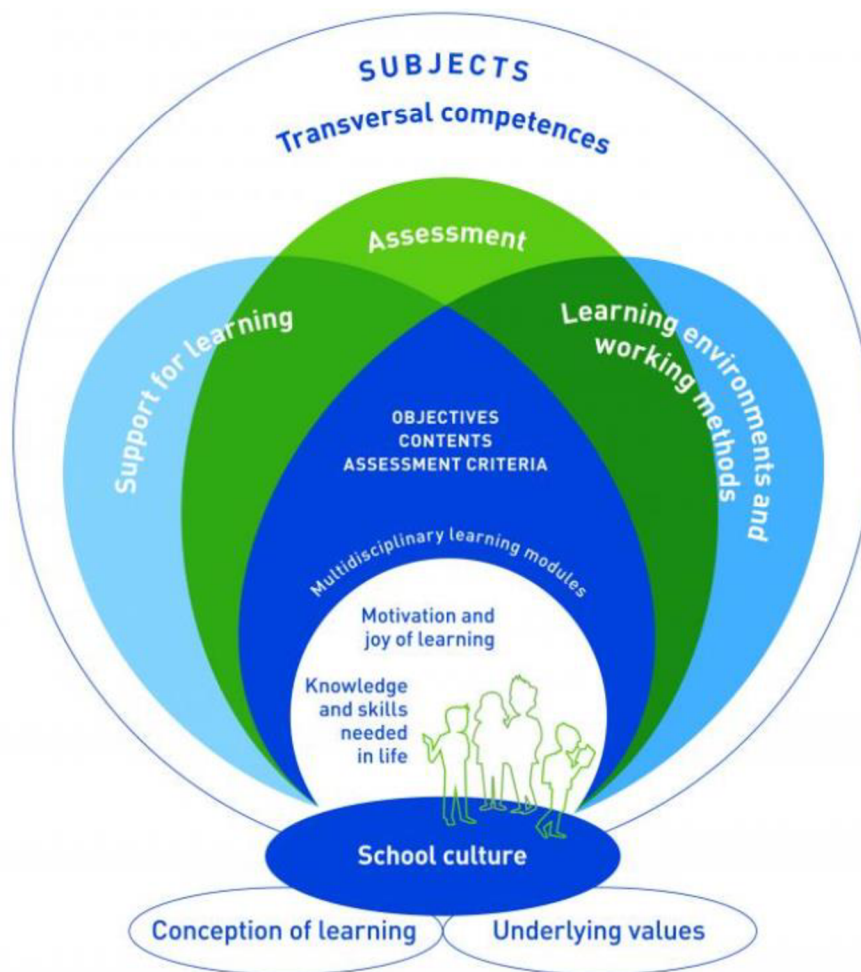 SUBJECTS
Transversal competences
Assessment
Support for learning
Learning environments and
working methods
OBJECTIVES
CONTENTS
ASSESSMENT CRITERIA
Multidisciplinary learning modules
Motivation and
joy of learning
Knowledge
and skills
needed
in life
School culture
Conception of learning
Underlying values